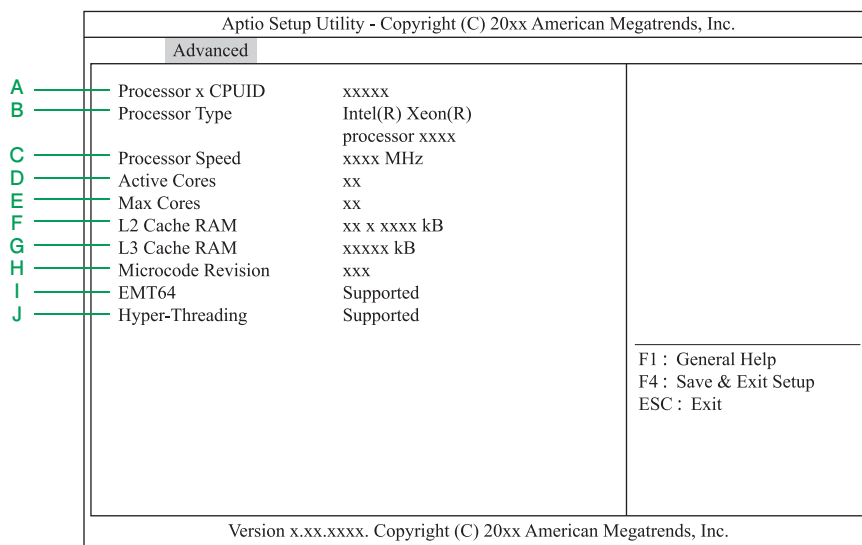 Aptio Setup Utility - Copyright (C) 20xx American Megatrends, Inc.
Advanced
A Processor x CPUID xxxxx
B Processor Type Intel(R) Xeon(R)
processor xxxx
C Processor Speed xxxx MHz
D Active Cores xx
E Max Cores xx
F L2 Cache RAM xx x xxxx kB
G L3 Cache RAM xxxxx kB
H Microcode Revision xxx
I EMT64 Supported
J Hyper-Threading Supported
F1 : General Help
F4 : Save & Exit Setup
ESC : Exit
Version x.xx.xxxx. Copyright (C) 20xx American Megatrends, Inc.